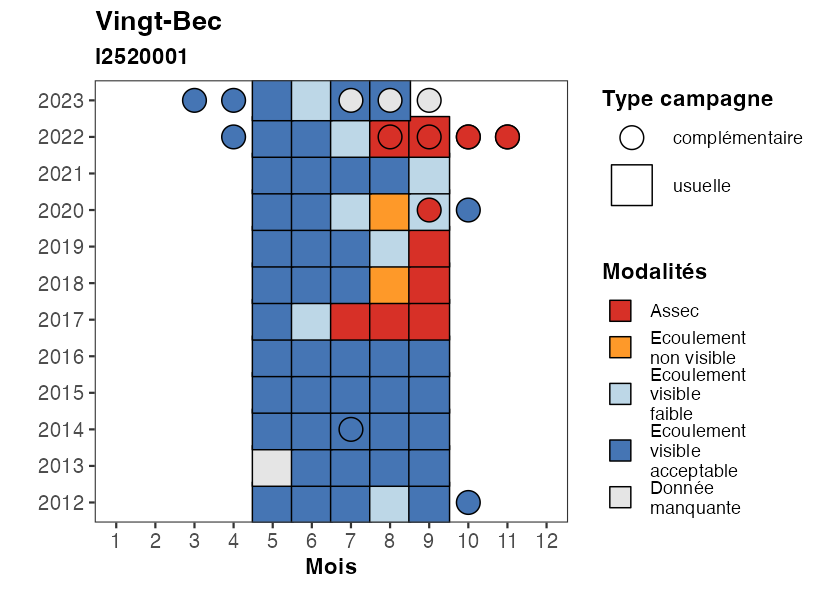 Vingt-Bec
I2520001
2023
2022
2021
2020
2019
2018
2017
2016
2015
2014
2013
2012
1 2 3 4 5 6 7 8 9 10 11 12
Mois
Type campagne
complémentaire
usuelle
Modalités
Assec
Ecoulement
non visible
Ecoulement
visible
faible
Ecoulement
visible
acceptable
Donnée
manquante